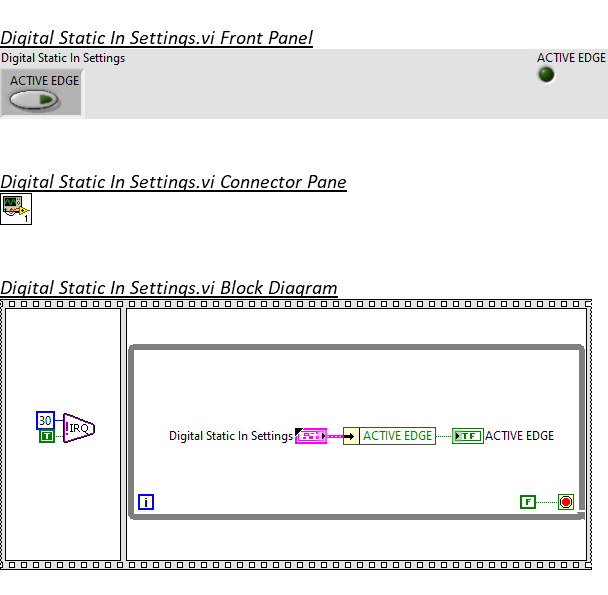 Digital Static In Settings.vi Front Panel
Digital Static In Settings
ACTIVE EDGE
ACTIVE EDGE
Digital Static In Settings.vi Connector Pane
1
Digital Static In Settings.vi Block Diagram
30
T
! IRQ
Digital Static In Settings
ACTIVE EDGE
TF
ACTIVE EDGE
i
F